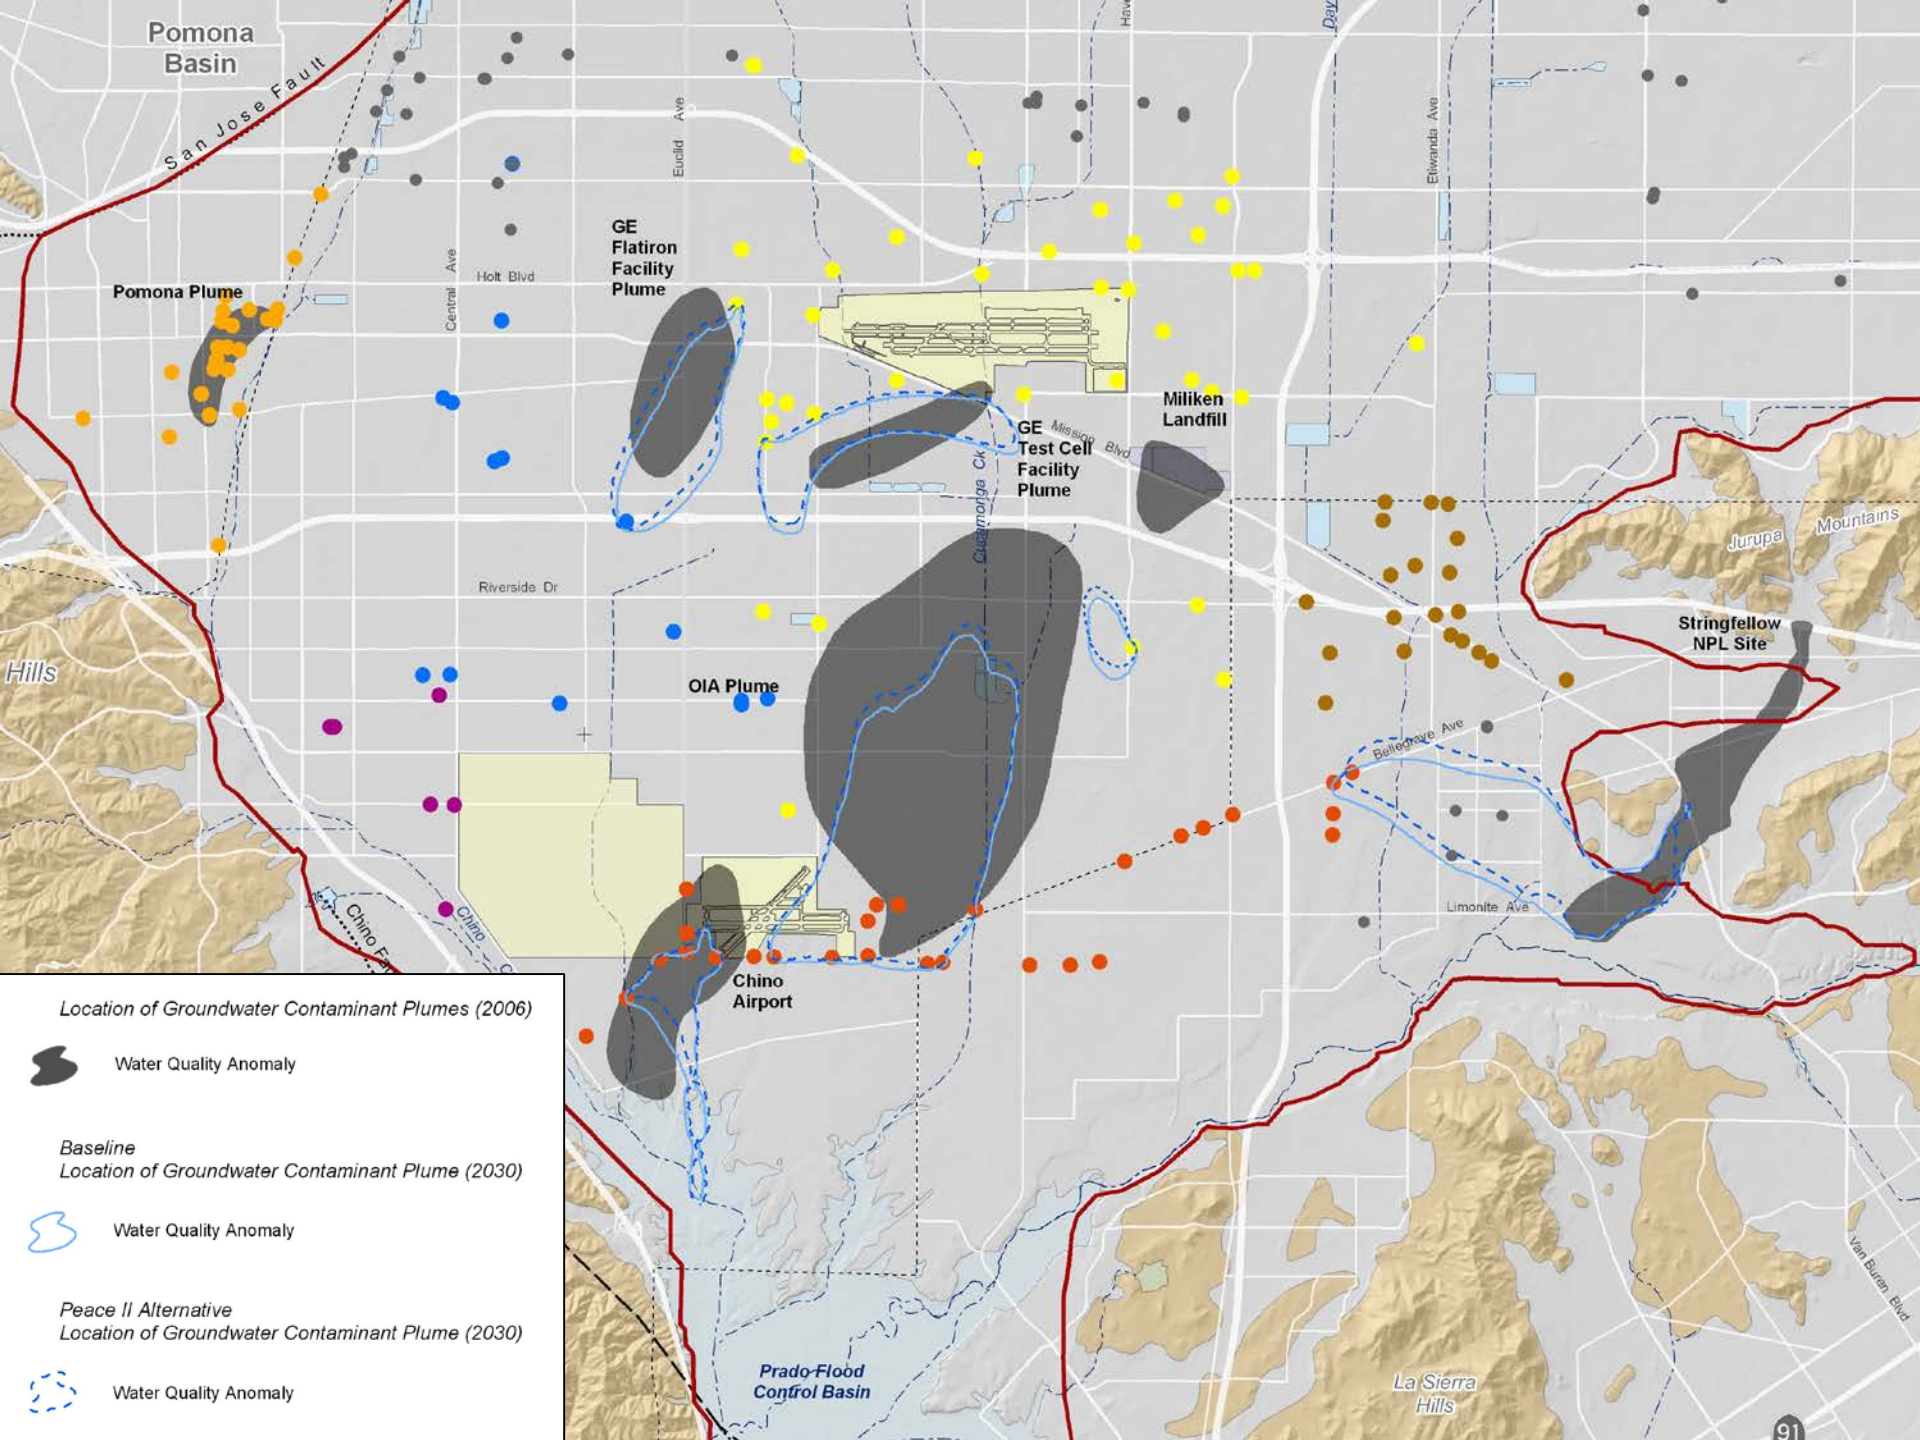 Pomona
Basin
San Jose Fault
Euclid Ave
Day
Etiwanda Ave
GE
Flatiron
Facility
Plume
Central Ave
Holt Blvd
Pomona Plume
Miliken
Landfill
GE
Test Cell
Facility
Plume
Mission Blvd
Cucamonga Ck
Jurupa Mountains
Riverside Dr
Stringfellow
NPL Site
Hills
OIA Plume
Bellegrave Ave
Limonite Ave
Chino
Chino
Airport
Location of Groundwater Contaminant Plumes (2006)
Water Quality Anomaly
Baseline
Location of Groundwater Contaminant Plume (2030)
Water Quality Anomaly
Peace II Alternative
Location of Groundwater Contaminant Plume (2030)
Water Quality Anomaly
Van Buren Blvd
Prado Flood
Control Basin
La Sierra
Hills
91